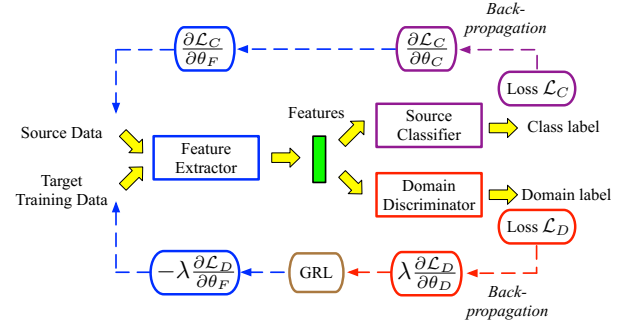 Back-
propagation
∂ℒ_C/∂θ_F
∂ℒ_C/∂θ_C
Loss ℒ_C
Features
Source Data
Source
Classifier
Class label
Feature
Extractor
Target
Training Data
Domain
Discriminator
Domain label
Loss ℒ_D
−λ ∂ℒ_D/∂θ_F
GRL
λ ∂ℒ_D/∂θ_D
Back-
propagation